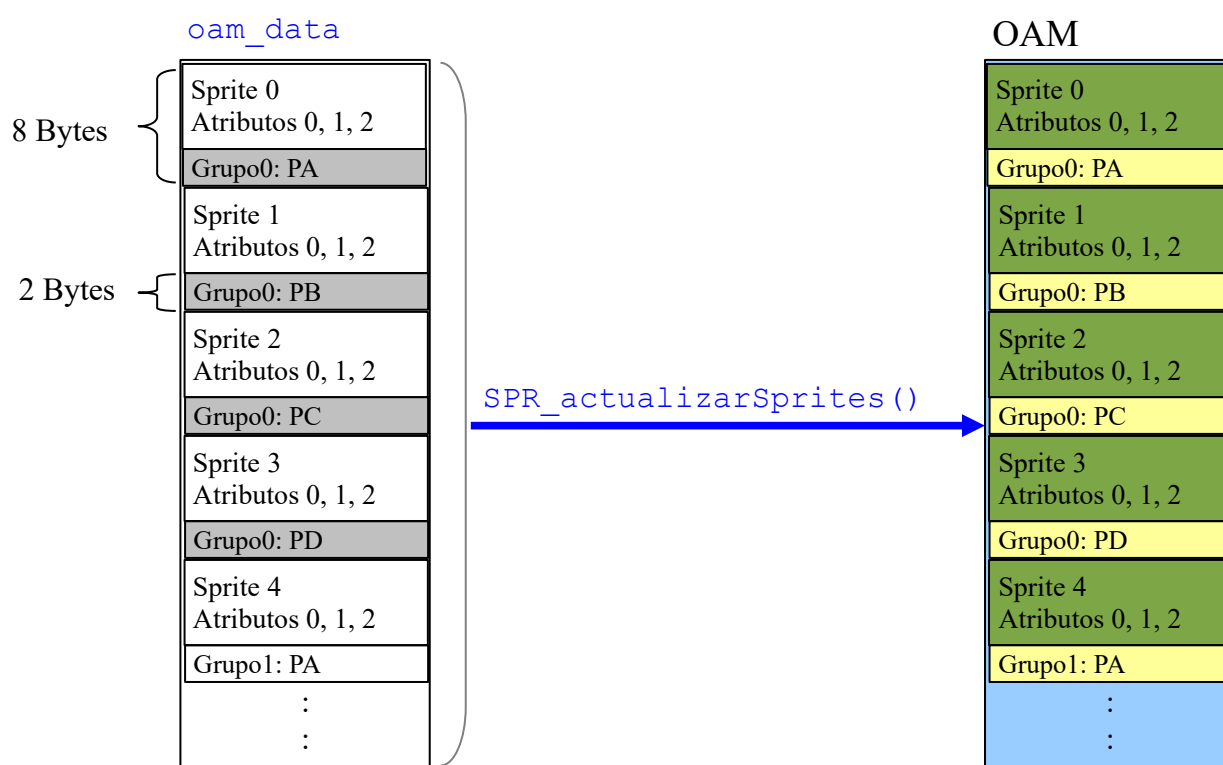 oam_data
8 Bytes
2 Bytes
Sprite 0
Atributos 0, 1, 2
Grupo0: PA
Sprite 1
Atributos 0, 1, 2
Grupo0: PB
Sprite 2
Atributos 0, 1, 2
Grupo0: PC
Sprite 3
Atributos 0, 1, 2
Grupo0: PD
Sprite 4
Atributos 0, 1, 2
Grupo1: PA
:
:
SPR_actualizarSprites()
OAM
Sprite 0
Atributos 0, 1, 2
Grupo0: PA
Sprite 1
Atributos 0, 1, 2
Grupo0: PB
Sprite 2
Atributos 0, 1, 2
Grupo0: PC
Sprite 3
Atributos 0, 1, 2
Grupo0: PD
Sprite 4
Atributos 0, 1, 2
Grupo1: PA
:
: